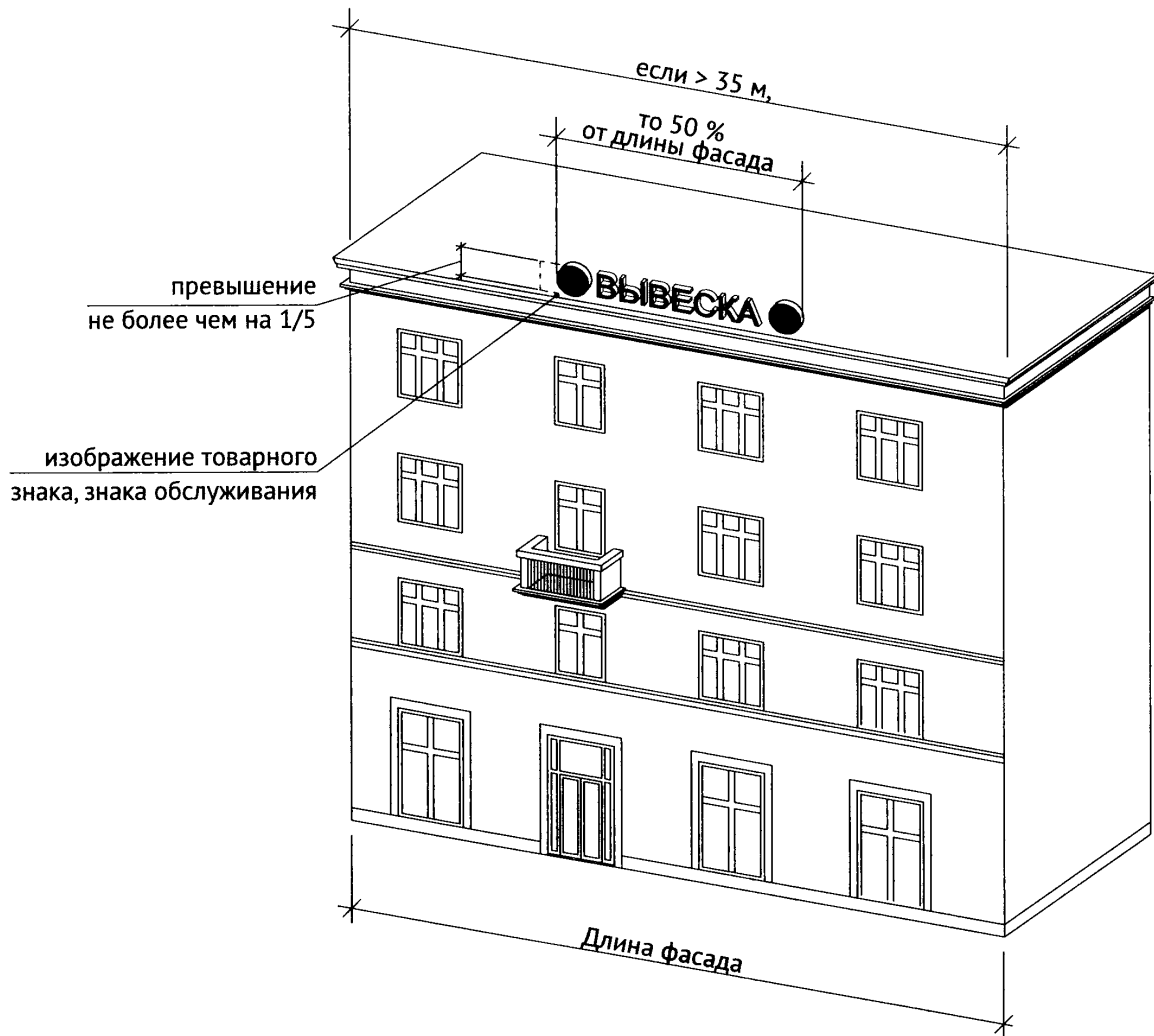 если > 35 м,
то 50 %
от длины фасада
ВЫВЕСКА
превышение
не более чем на 1/5
изображение товарного
знака, знака обслуживания
Длина фасада